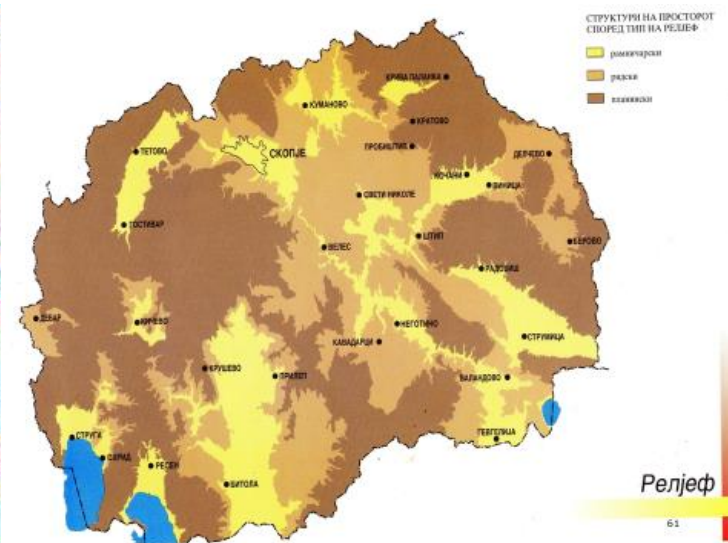 СТРУКТУРИ НА ПРОСТОРОТ
СПОРЕД ТИП НА РЕЛЈЕФ
рамничарски
ридски
планински
КРИВА ПАЛАНКА
КУМАНОВО
КРАТОВО
ТЕТОВО
СКОПЈЕ
ПРОБИШТИП
ДЕЛЧЕВО
КОЧАНИ
ВИНИЦА
СВЕТИ НИКОЛЕ
ГОСТИВАР
ШТИП
ВЕЛЕС
БЕРОВО
РАДОВИШ
ДЕБАР
КИЧЕВО
НЕГОТИНО
СТРУМИЦА
КАВАДАРЦИ
КРУШЕВО
ПРИЛЕП
ВАЛАНДОВО
СТРУГА
ГЕВГЕЛИЈА
ОХРИД
РЕСЕН
БИТОЛА
Релјеф
61